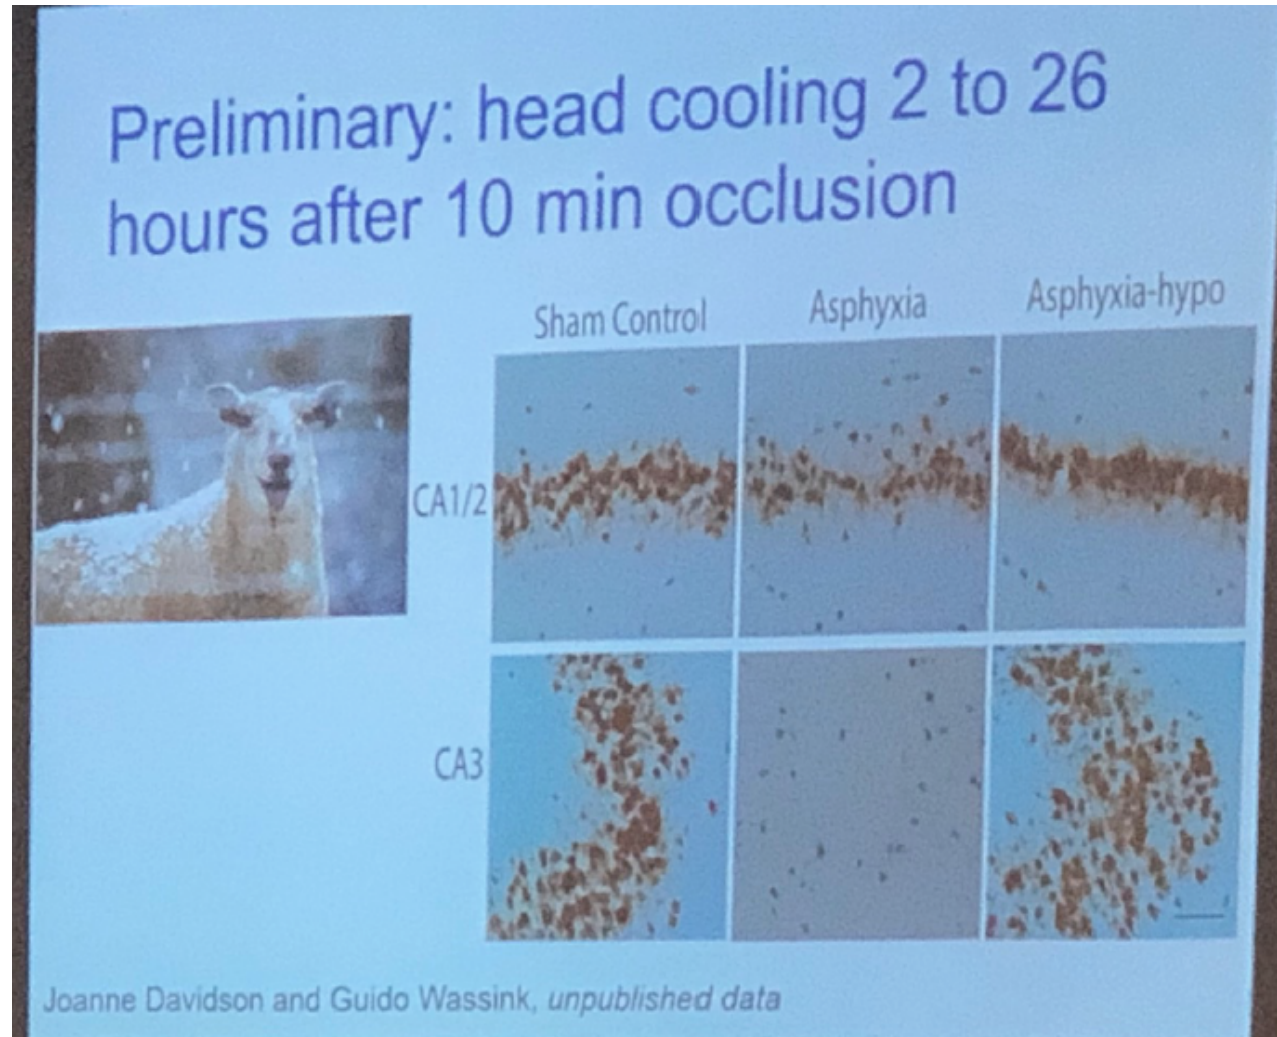 Preliminary: head cooling 2 to 26
hours after 10 min occlusion
Sham Control
Asphyxia
Asphyxia-hypo
CA1/2
CA3
Joanne Davidson and Guido Wassink, unpublished data